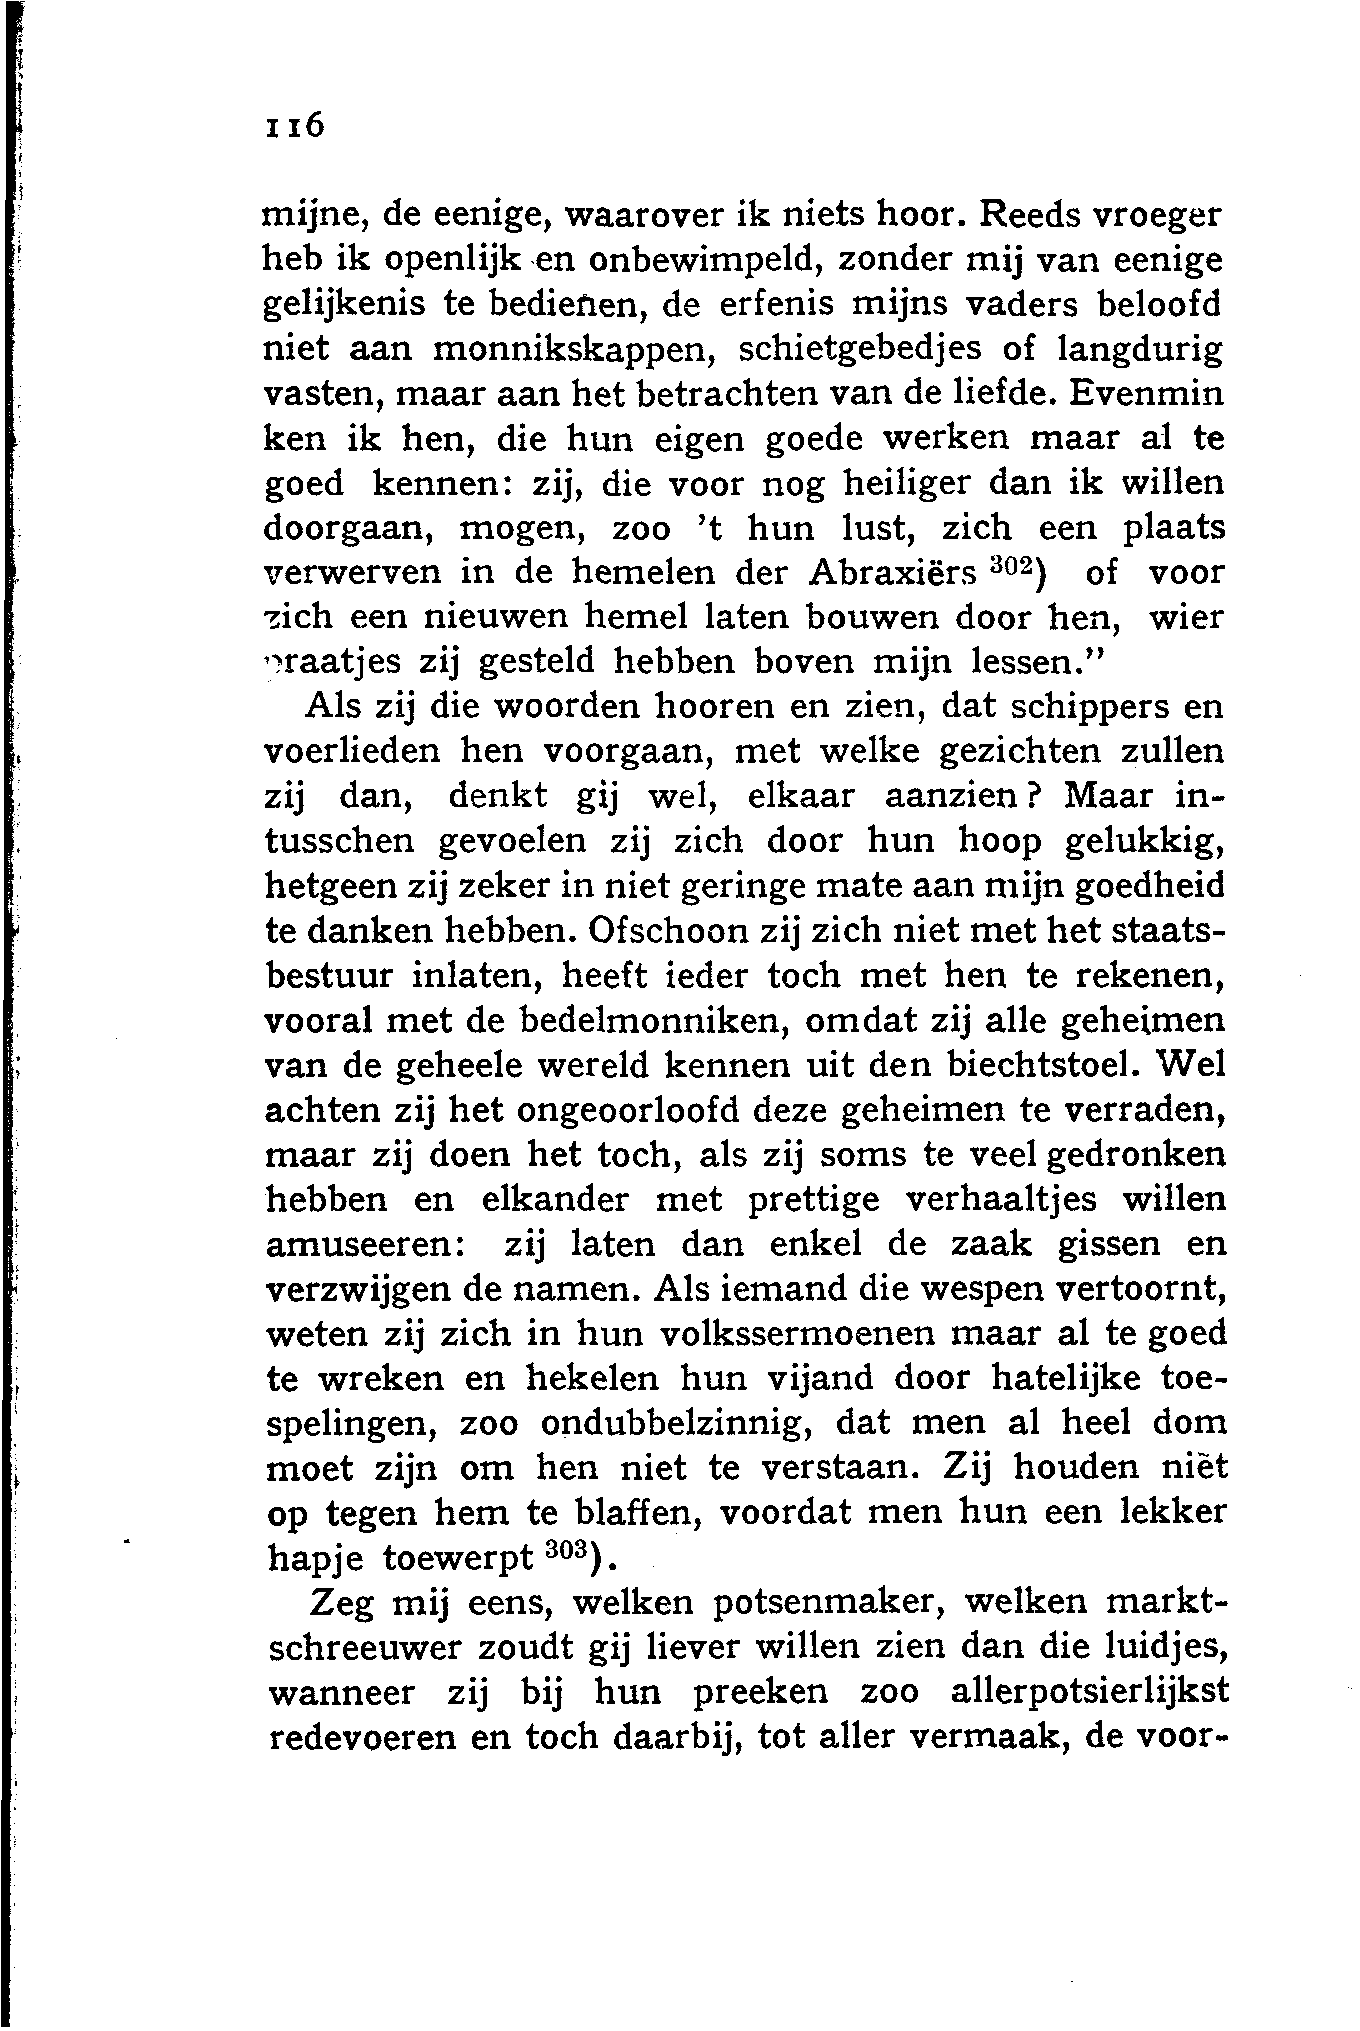 116
mijne, de eenige, waarover ik niets hoor. Reeds vroeger
heb ik openlijk en onbewimpeld, zonder mij van eenige
gelijkenis te bedienen, de erfenis mijns vaders beloofd
niet aan monnikskappen, schietgebedjes of langdurig
vasten, maar aan het betrachten van de liefde. Evenmin
ken ik hen, die hun eigen goede werken maar al te
goed kennen: zij, die voor nog heiliger dan ik willen
doorgaan, mogen, zoo ’t hun lust, zich een plaats
verwerven in de hemelen der Abraxiërs ³⁰²) of voor
zich een nieuwen hemel laten bouwen door hen, wier
praatjes zij gesteld hebben boven mijn lessen.”
Als zij die woorden hooren en zien, dat schippers en
voerlieden hen voorgaan, met welke gezichten zullen
zij dan, denkt gij wel, elkaar aanzien? Maar in-
tusschen gevoelen zij zich door hun hoop gelukkig,
hetgeen zij zeker in niet geringe mate aan mijn goedheid
te danken hebben. Ofschoon zij zich niet met het staats-
bestuur inlaten, heeft ieder toch met hen te rekenen,
vooral met de bedelmonniken, omdat zij alle geheimen
van de geheele wereld kennen uit den biechtstoel. Wel
achten zij het ongeoorloofd deze geheimen te verraden,
maar zij doen het toch, als zij soms te veel gedronken
hebben en elkander met prettige verhaaltjes willen
amuseeren: zij laten dan enkel de zaak gissen en
verzwijgen de namen. Als iemand die wespen vertoornt,
weten zij zich in hun volkssermoenen maar al te goed
te wreken en hekelen hun vijand door hatelijke toe-
spelingen, zoo ondubbelzinnig, dat men al heel dom
moet zijn om hen niet te verstaan. Zij houden niet
op tegen hem te blaffen, voordat men hun een lekker
hapje toewerpt ³⁰³).
Zeg mij eens, welken potsenmaker, welken markt-
schreeuwer zoudt gij liever willen zien dan die luidjes,
wanneer zij bij hun preeken zoo allerpotsierlijkst
redevoeren en toch daarbij, tot aller vermaak, de voor-